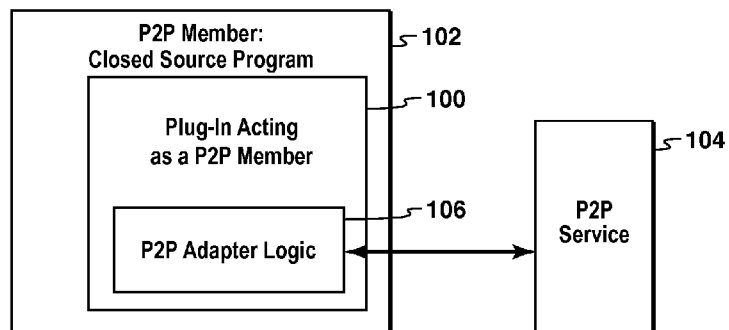 P2P Member:
Closed Source Program
102
100
Plug-In Acting
as a P2P Member
104
106
P2P Adapter Logic
P2P
Service